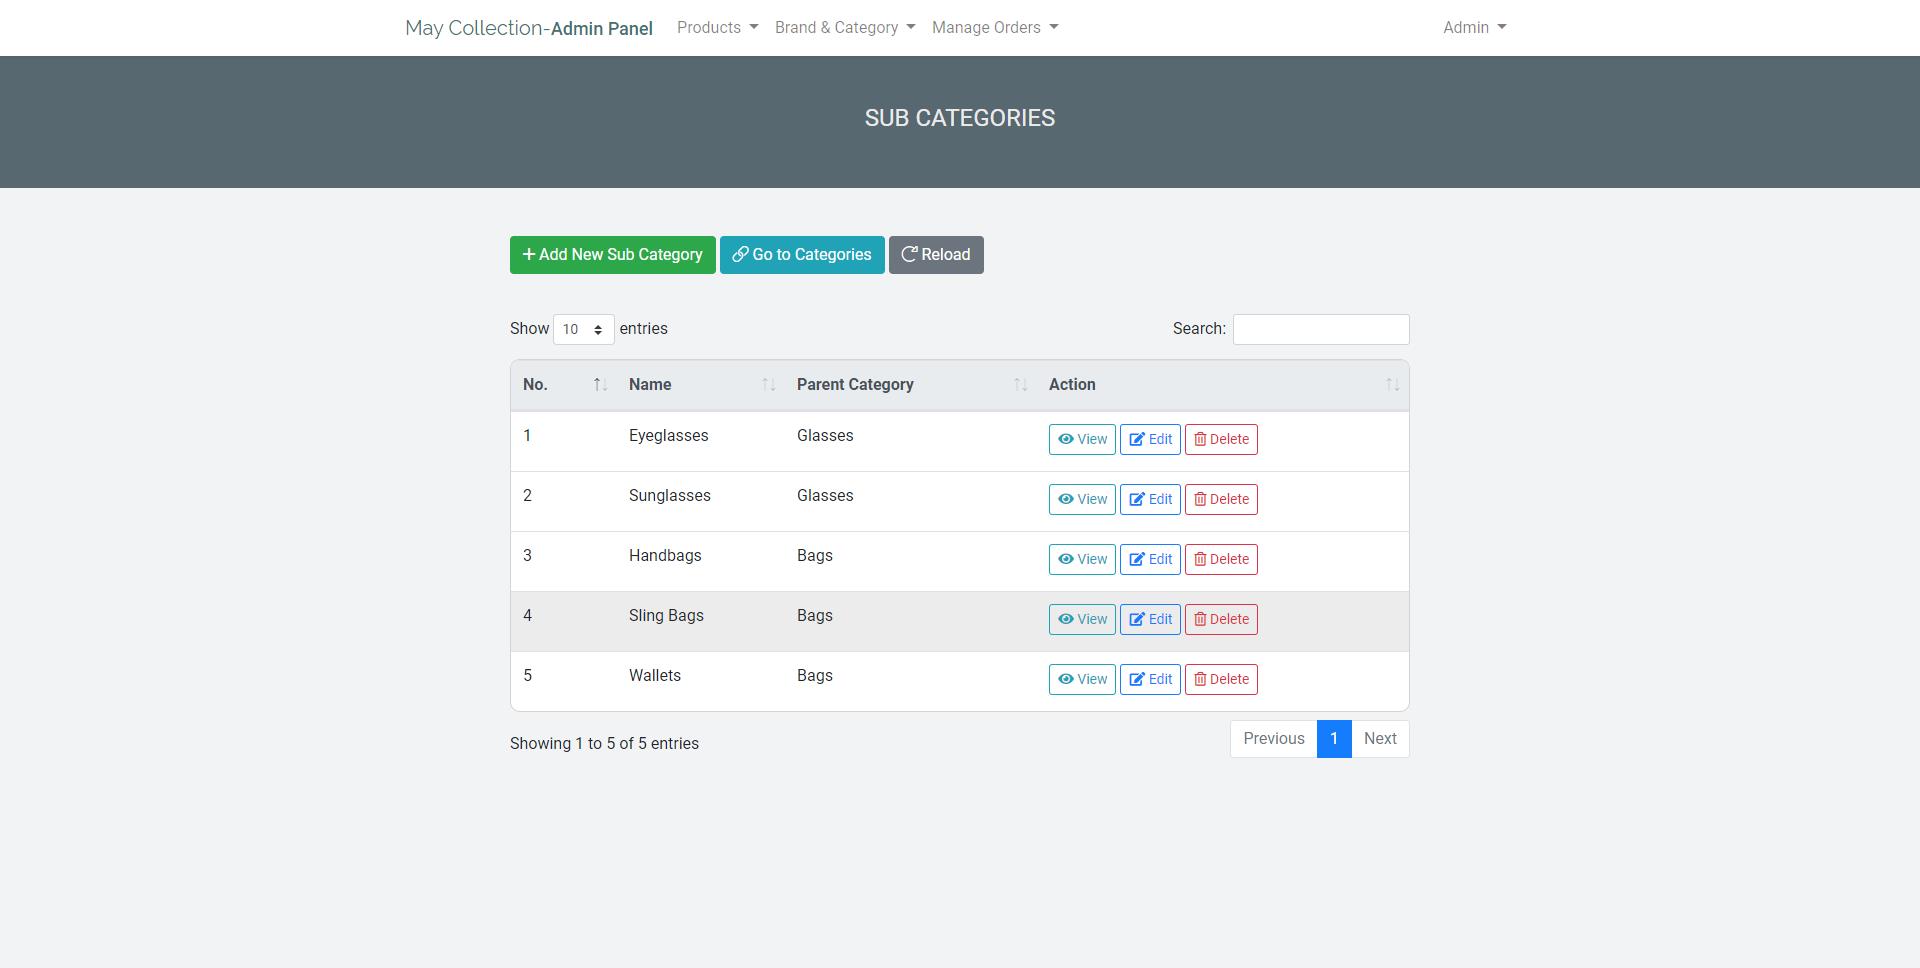 May Collection-Admin Panel Products Brand & Category Manage Orders Admin
SUB CATEGORIES
Add New Sub Category Go to Categories Reload
Show 10 entries Search:
No. Name Parent Category Action
1 Eyeglasses Glasses View Edit Delete
2 Sunglasses Glasses View Edit Delete
3 Handbags Bags View Edit Delete
4 Sling Bags Bags View Edit Delete
5 Wallets Bags View Edit Delete
Showing 1 to 5 of 5 entries Previous 1 Next